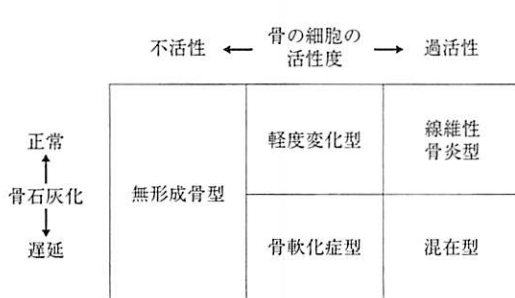 不活性 ← 骨の細胞の活性度 → 過活性
正常
↑
骨石灰化
↓
遅延
無形成骨型
軽度変化型
線維性
骨炎型
骨軟化症型
混在型